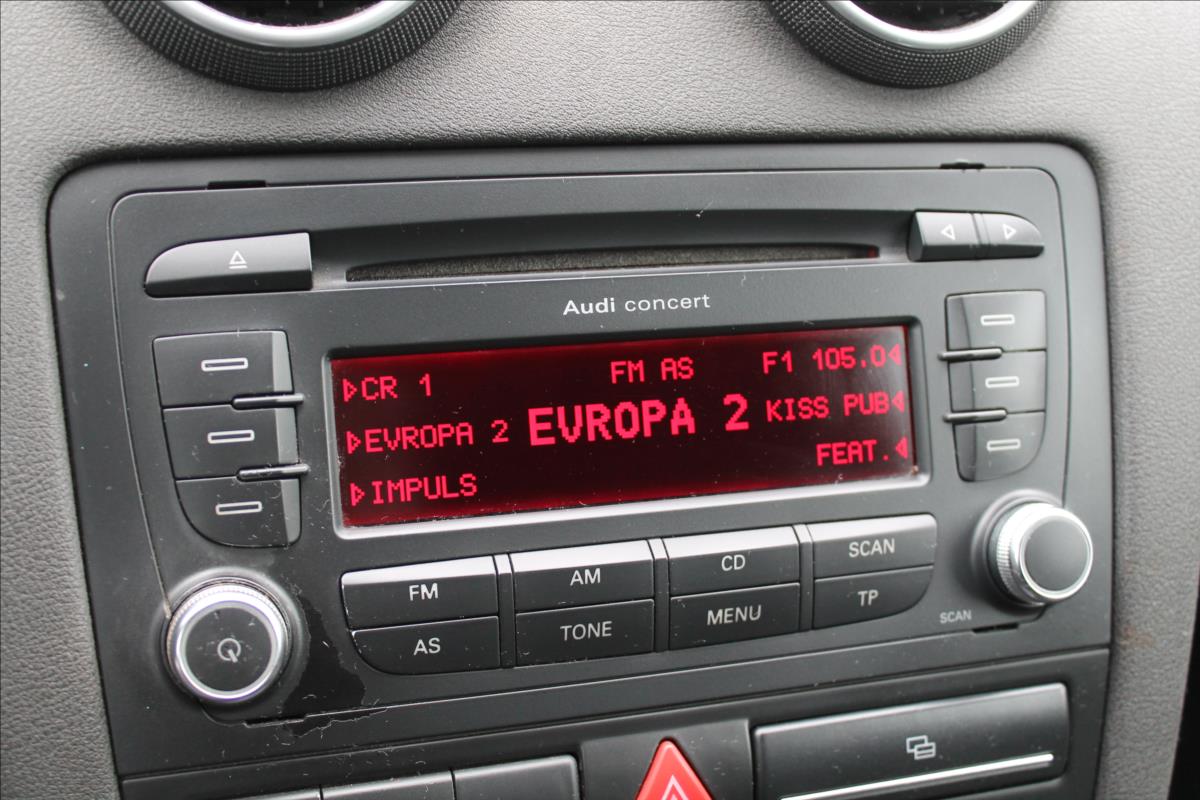 Audi concert
CR 1 FM AS F1 105.0
EVROPA 2 EVROPA 2 KISS PUB
IMPULS FEAT.
FM AM CD SCAN
AS TONE MENU TP
SCAN